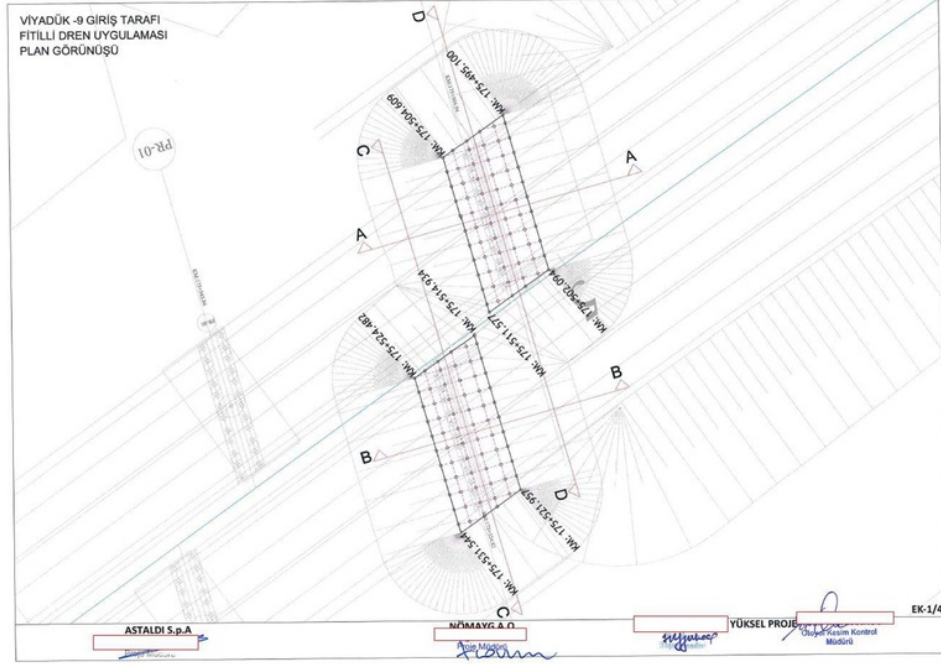 VİYADÜK -9 GİRİŞ TARAFI
FİTİLLİ DREN UYGULAMASI
PLAN GÖRÜNÜŞÜ
D
KM: 175+495.100
KM: 175+504.609
C
PR-01
A
A
KM: 175+514.934
KM: 175+502.094
KM: 175+524.482
KM: 175+511.577
B
B
D
KM: 175+521.957
KM: 175+531.544
C
EK-1/4
ASTALDI S.p.A
NÖMAYG A.O
YÜKSEL PROJE
Proje Müdürü
Otoyol Kesim Kontrol
Müdürü